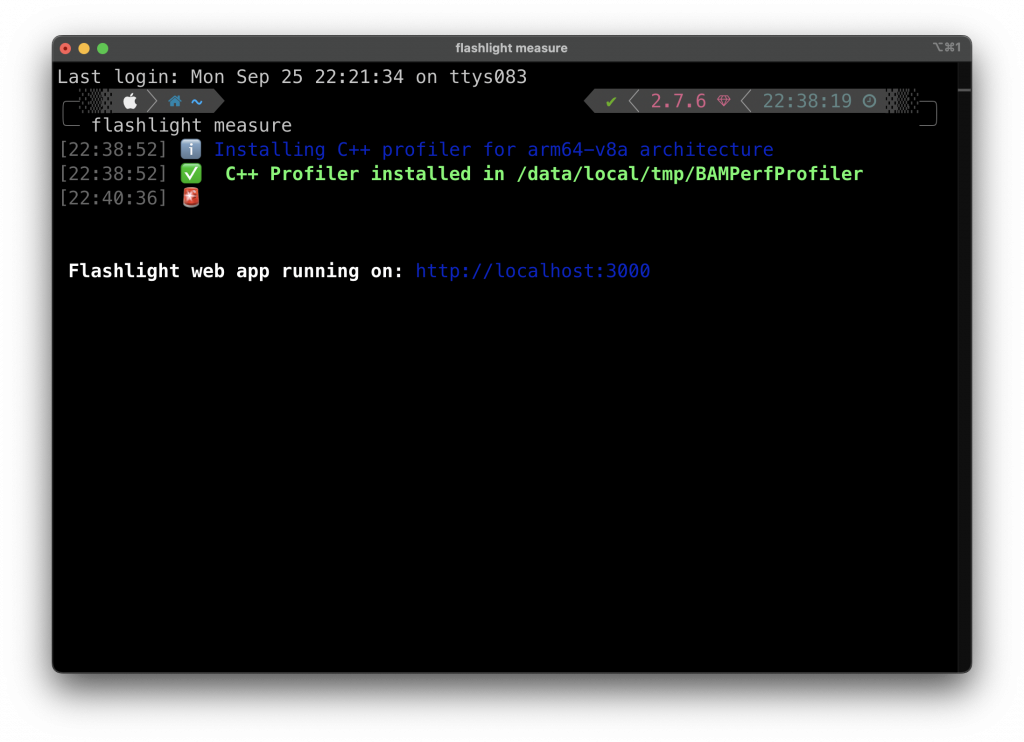 flashlight measure
⌥⌘1
Last login: Mon Sep 25 22:21:34 on ttys083
~ ✔ 2.7.6 22:38:19
flashlight measure
[22:38:52] ℹ️ Installing C++ profiler for arm64-v8a architecture
[22:38:52] ✅ C++ Profiler installed in /data/local/tmp/BAMPerfProfiler
[22:40:36] 🚨
Flashlight web app running on: http://localhost:3000